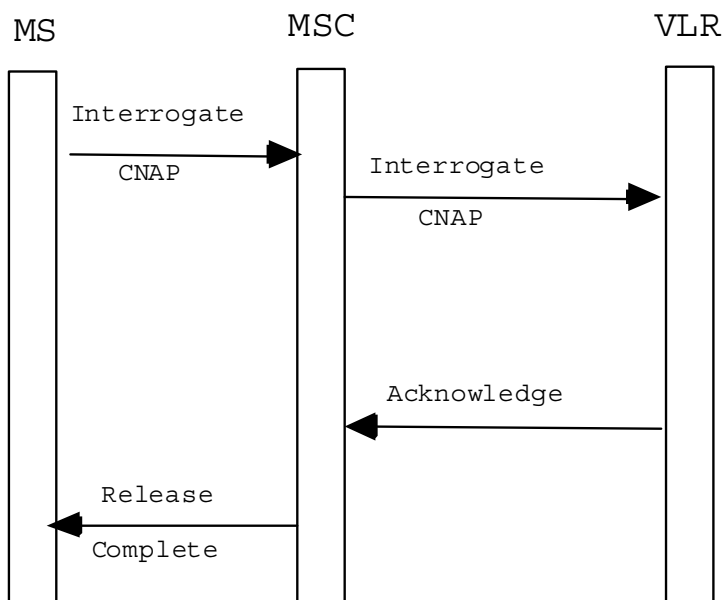 MS MSC VLR
Interrogate
CNAP
Interrogate
CNAP
Acknowledge
Release
Complete